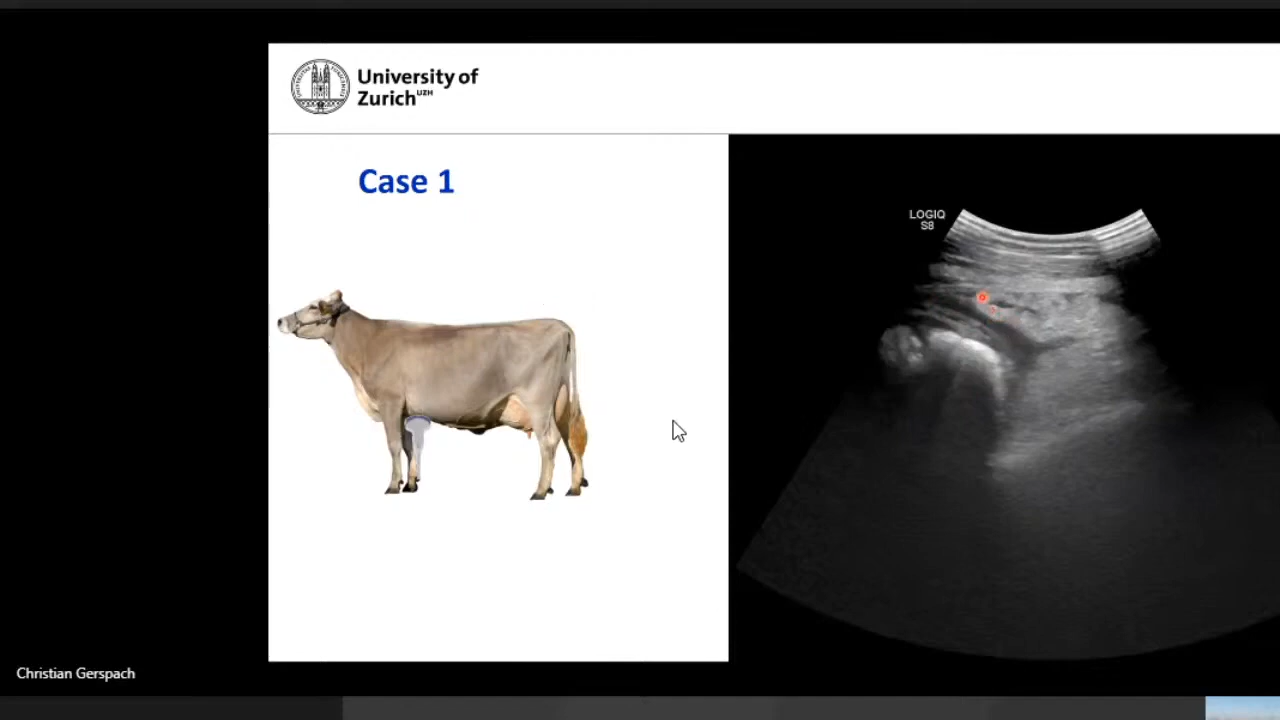 University of
Zurich UZH
Case 1
LOGIQ
S8
Christian Gerspach